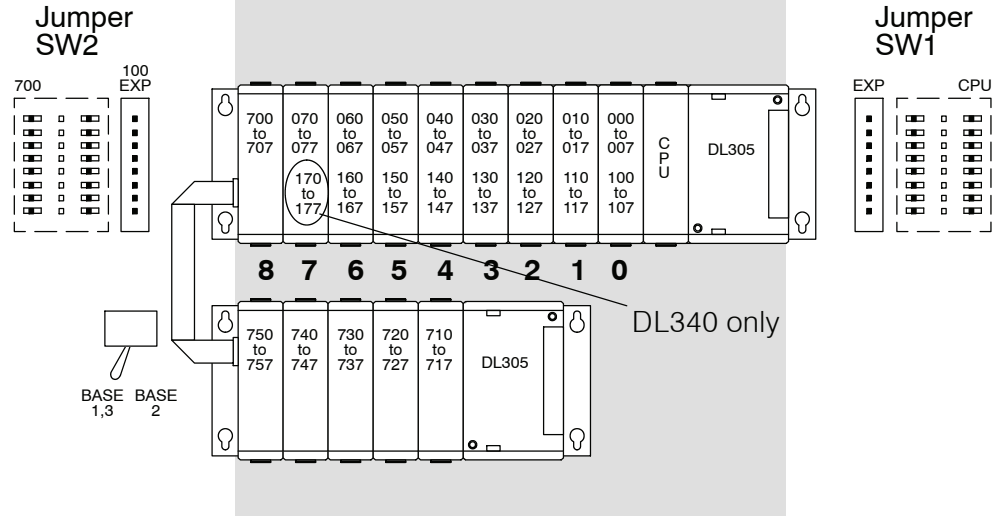 Jumper
SW2
Jumper
SW1
700
100
EXP
EXP
CPU
700
to
707
070
to
077
170
to
177
060
to
067
160
to
167
050
to
057
150
to
157
040
to
047
140
to
147
030
to
037
130
to
137
020
to
027
120
to
127
010
to
017
110
to
117
000
to
007
100
to
107
CPU
DL305
8 7 6 5 4 3 2 1 0
DL340 only
750
to
757
740
to
747
730
to
737
720
to
727
710
to
717
DL305
BASE
1,3
BASE
2